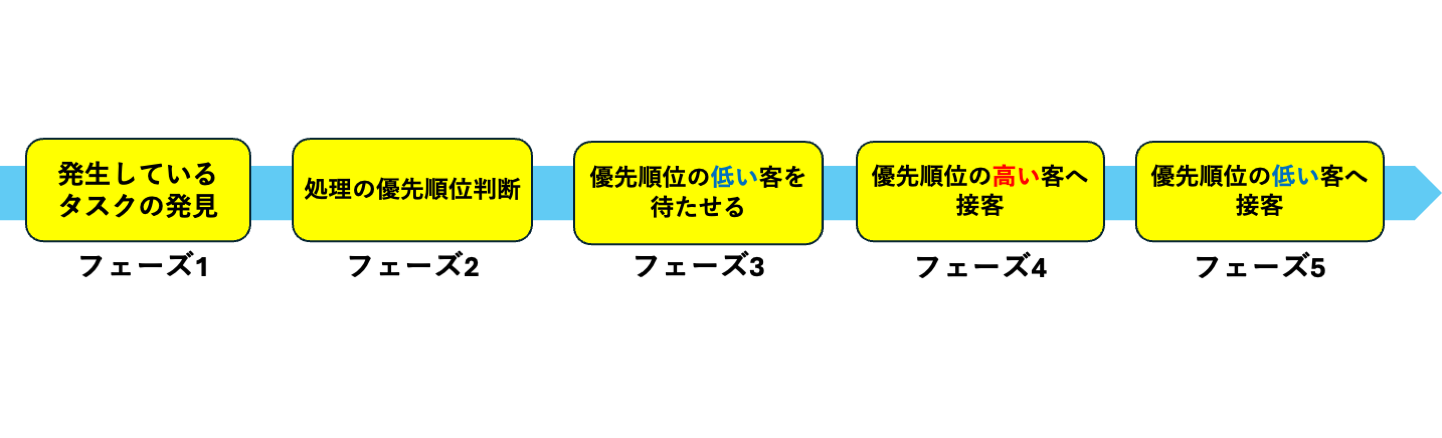 発生している
タスクの発見
フェーズ1
処理の優先順位判断
フェーズ2
優先順位の低い客を
待たせる
フェーズ3
優先順位の高い客へ
接客
フェーズ4
優先順位の低い客へ
接客
フェーズ5